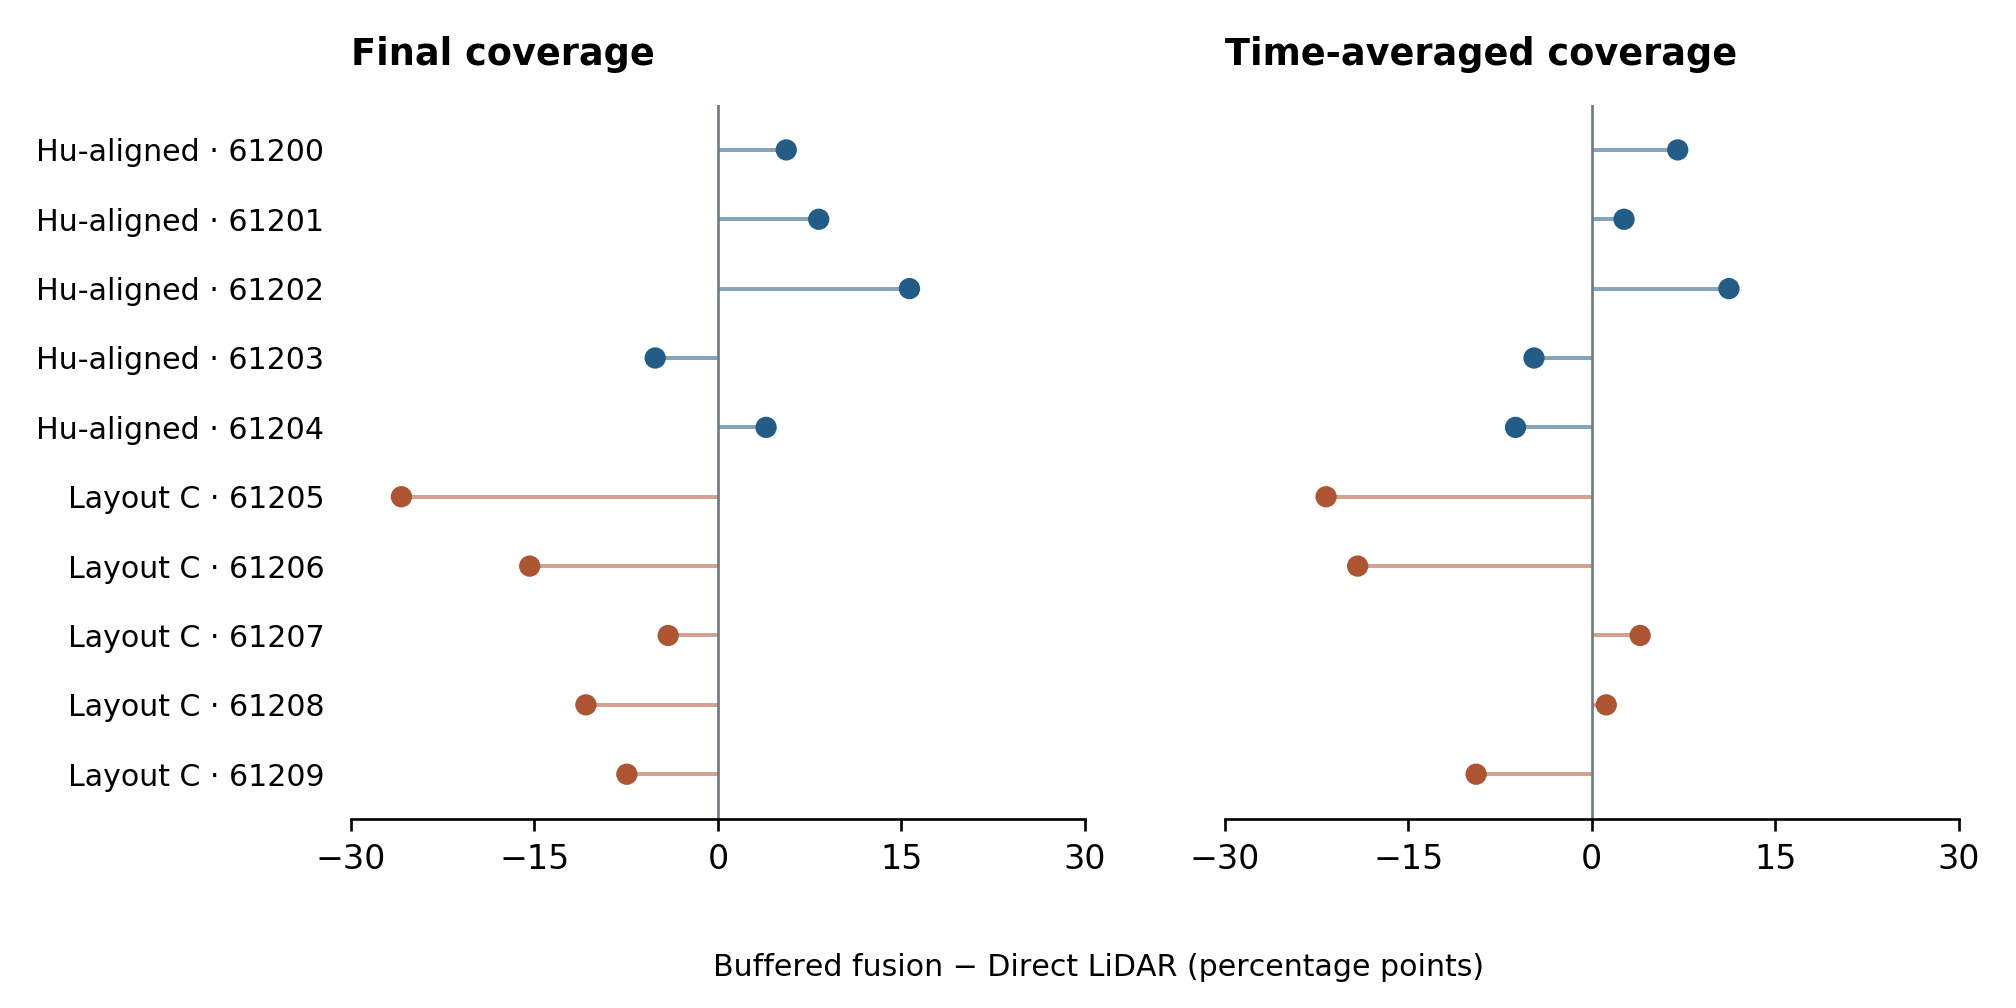 Final coverage
Time-averaged coverage
Hu-aligned · 61200
Hu-aligned · 61201
Hu-aligned · 61202
Hu-aligned · 61203
Hu-aligned · 61204
Layout C · 61205
Layout C · 61206
Layout C · 61207
Layout C · 61208
Layout C · 61209
−30 −15 0 15 30
−30 −15 0 15 30
Buffered fusion − Direct LiDAR (percentage points)